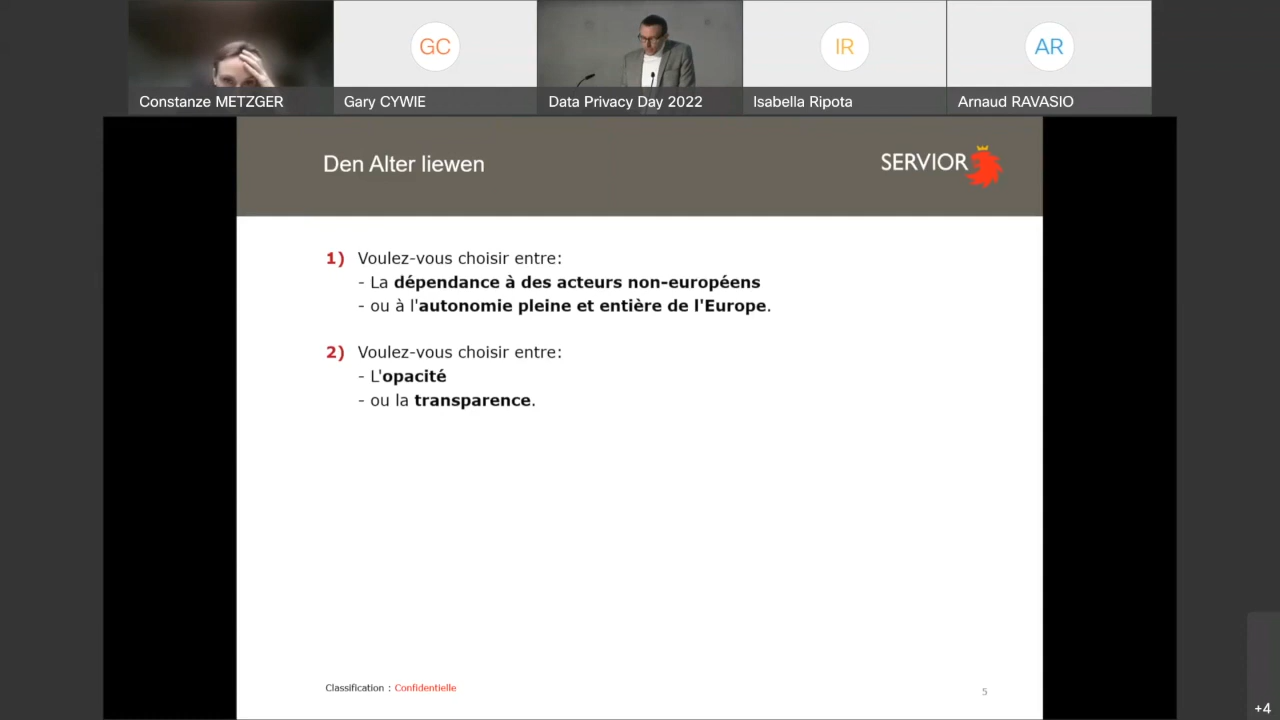 GC
IR
AR
Constanze METZGER
Gary CYWIE
Data Privacy Day 2022
Isabella Ripota
Arnaud RAVASIO
Den Alter liewen
SERVIOR
1) Voulez-vous choisir entre:
- La dépendance à des acteurs non-européens
- ou à l'autonomie pleine et entière de l'Europe.
2) Voulez-vous choisir entre:
- L'opacité
- ou la transparence.
Classification : Confidentielle
5
+4